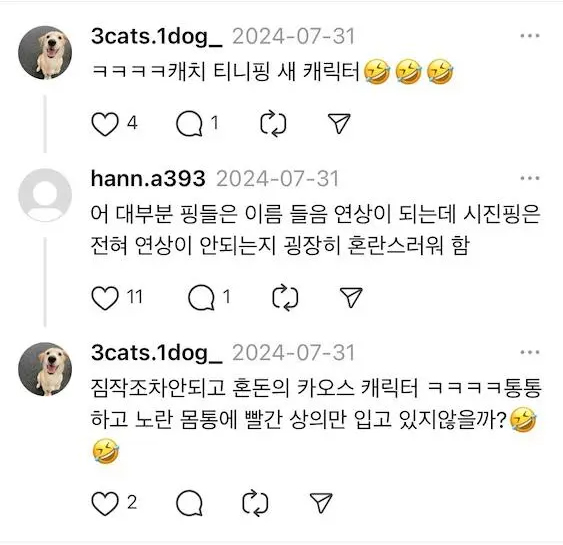 3cats.1dog_ 2024-07-31
ㅋㅋㅋㅋ캐치 티니핑 새 캐릭터🤣🤣🤣
4 1
hann.a393 2024-07-31
어 대부분 핑들은 이름 들음 연상이 되는데 시진핑은
전혀 연상이 안되는지 굉장히 혼란스러워 함
11 1
3cats.1dog_ 2024-07-31
짐작조차안되고 혼돈의 카오스 캐릭터 ㅋㅋㅋㅋ통통
하고 노란 몸통에 빨간 상의만 입고 있지않을까?🤣
🤣
2